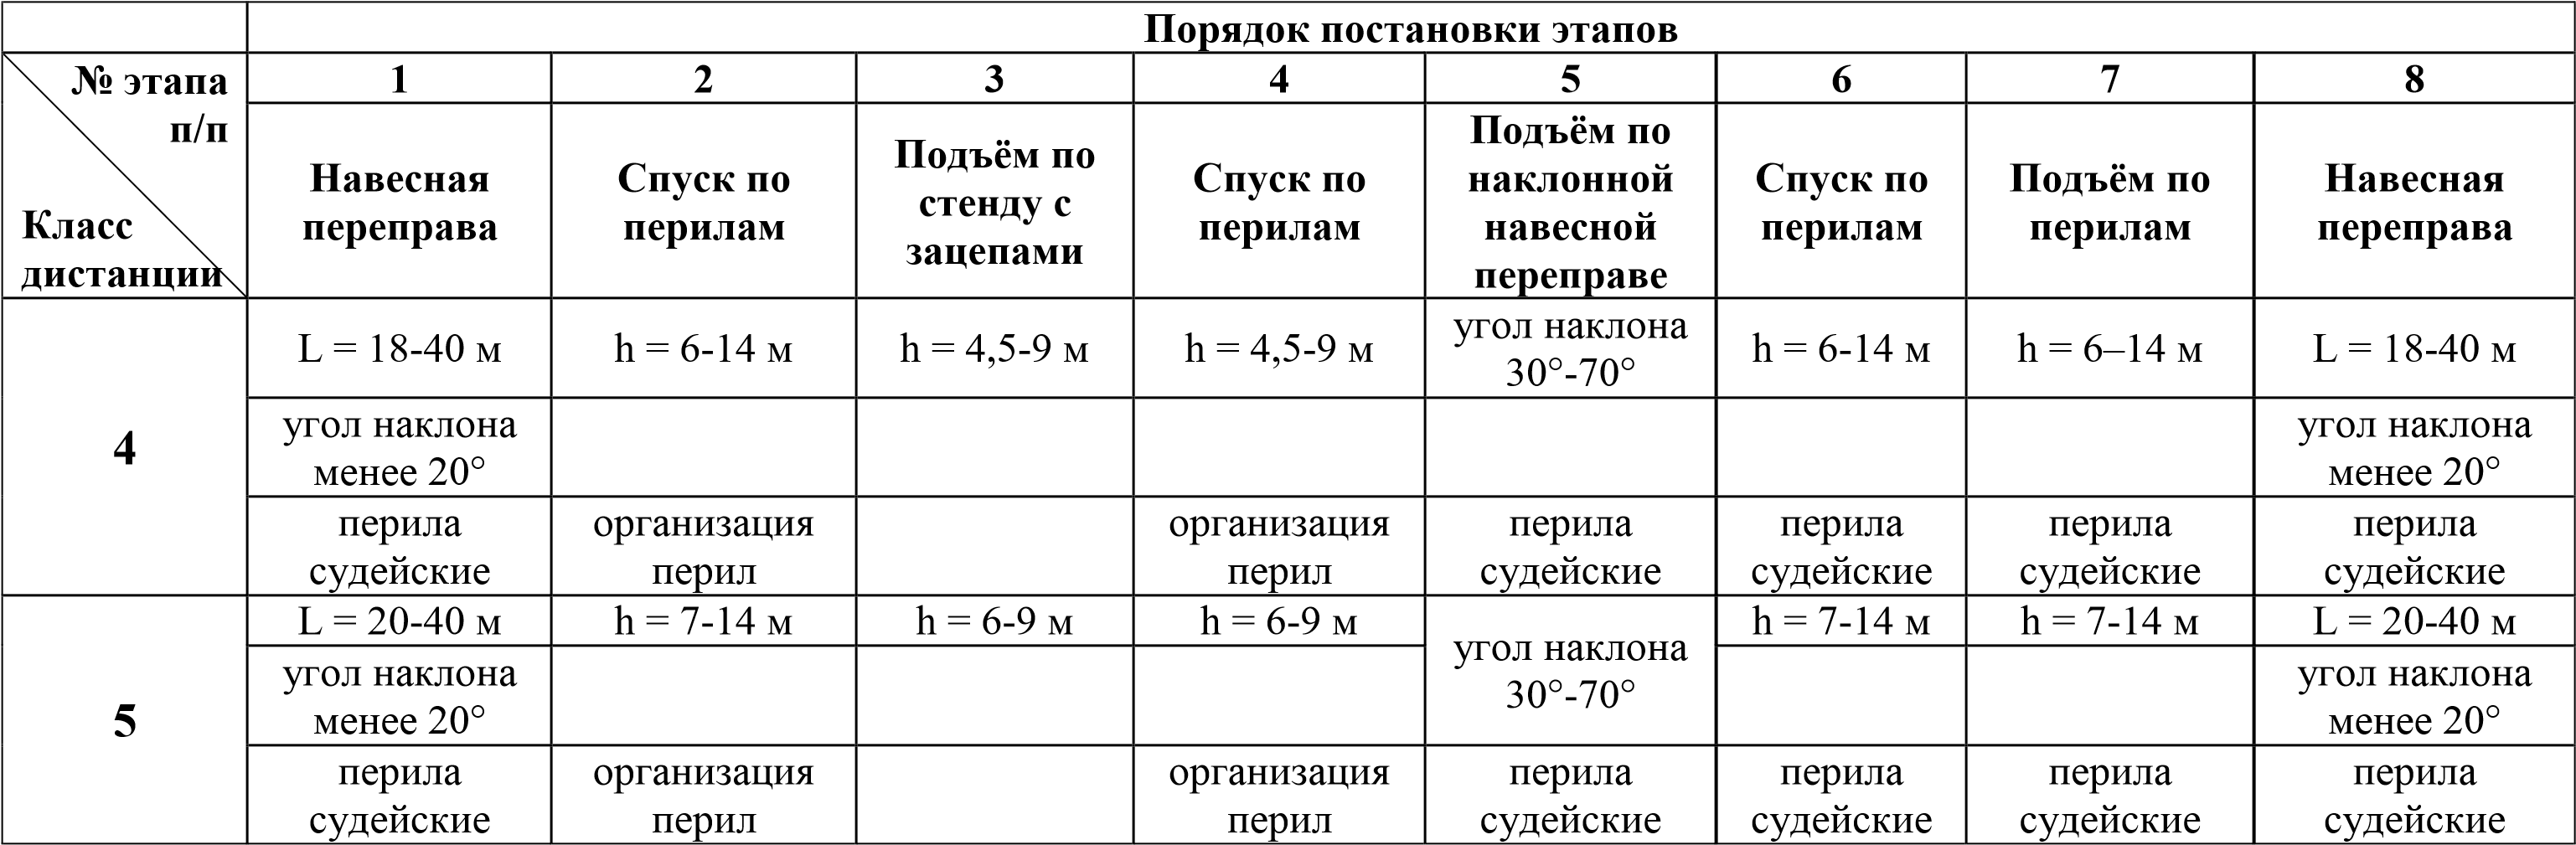 Порядок постановки этапов
№ этапа
п/п
Класс
дистанции
1
2
3
4
5
6
7
8
Навесная
переправа
Спуск по
перилам
Подъём по
стенду с
зацепами
Спуск по
перилам
Подъём по
наклонной
навесной
переправе
Спуск по
перилам
Подъём по
перилам
Навесная
переправа
4
L = 18-40 м
h = 6-14 м
h = 4,5-9 м
h = 4,5-9 м
угол наклона
30°-70°
h = 6-14 м
h = 6–14 м
L = 18-40 м
угол наклона
менее 20°
угол наклона
менее 20°
перила
судейские
организация
перил
организация
перил
перила
судейские
перила
судейские
перила
судейские
перила
судейские
5
L = 20-40 м
h = 7-14 м
h = 6-9 м
h = 6-9 м
угол наклона
30°-70°
h = 7-14 м
h = 7-14 м
L = 20-40 м
угол наклона
менее 20°
угол наклона
менее 20°
перила
судейские
организация
перил
организация
перил
перила
судейские
перила
судейские
перила
судейские
перила
судейские